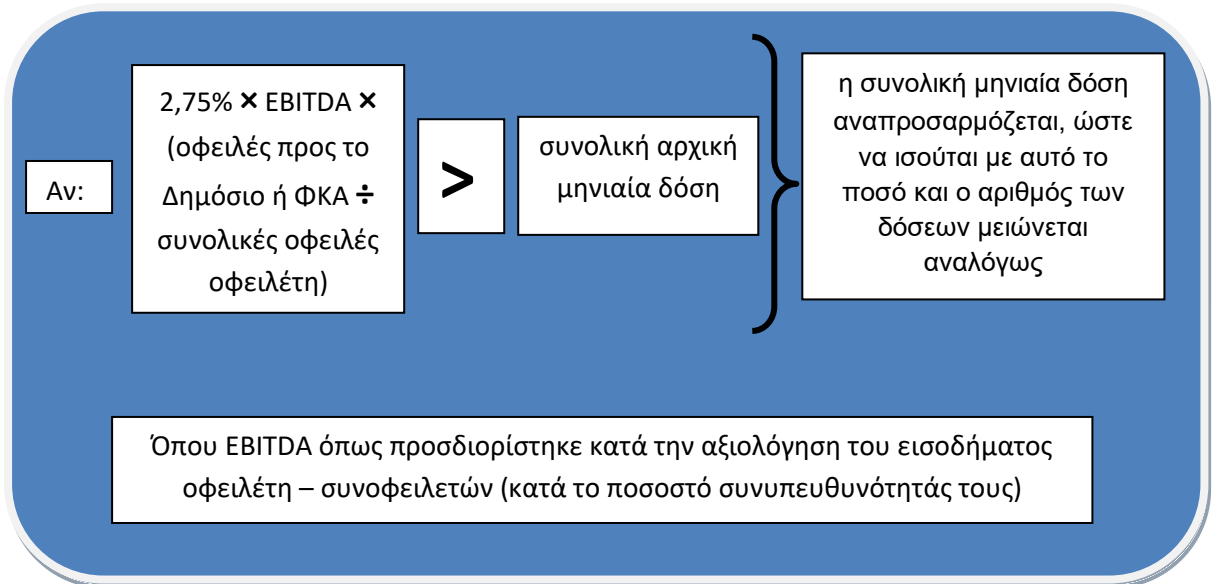 Αν:
2,75% × EBITDA ×
(οφειλές προς το
Δημόσιο ή ΦΚΑ ÷
συνολικές οφειλές
οφειλέτη)
>
συνολική αρχική
μηνιαία δόση
η συνολική μηνιαία δόση
αναπροσαρμόζεται, ώστε
να ισούται με αυτό το
ποσό και ο αριθμός των
δόσεων μειώνεται
αναλόγως
Όπου EBITDA όπως προσδιορίστηκε κατά την αξιολόγηση του εισοδήματος
οφειλέτη – συνοφειλετών (κατά το ποσοστό συνυπευθυνότητάς τους)